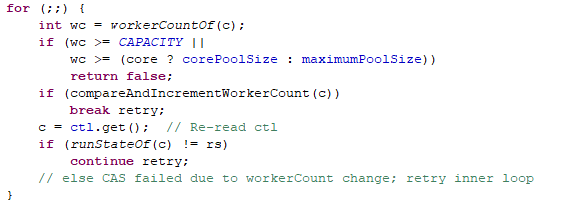 for (;;) {
    int wc = workerCountOf(c);
    if (wc >= CAPACITY ||
        wc >= (core ? corePoolSize : maximumPoolSize))
        return false;
    if (compareAndIncrementWorkerCount(c))
        break retry;
    c = ctl.get();  // Re-read ctl
    if (runStateOf(c) != rs)
        continue retry;
    // else CAS failed due to workerCount change; retry inner loop
}